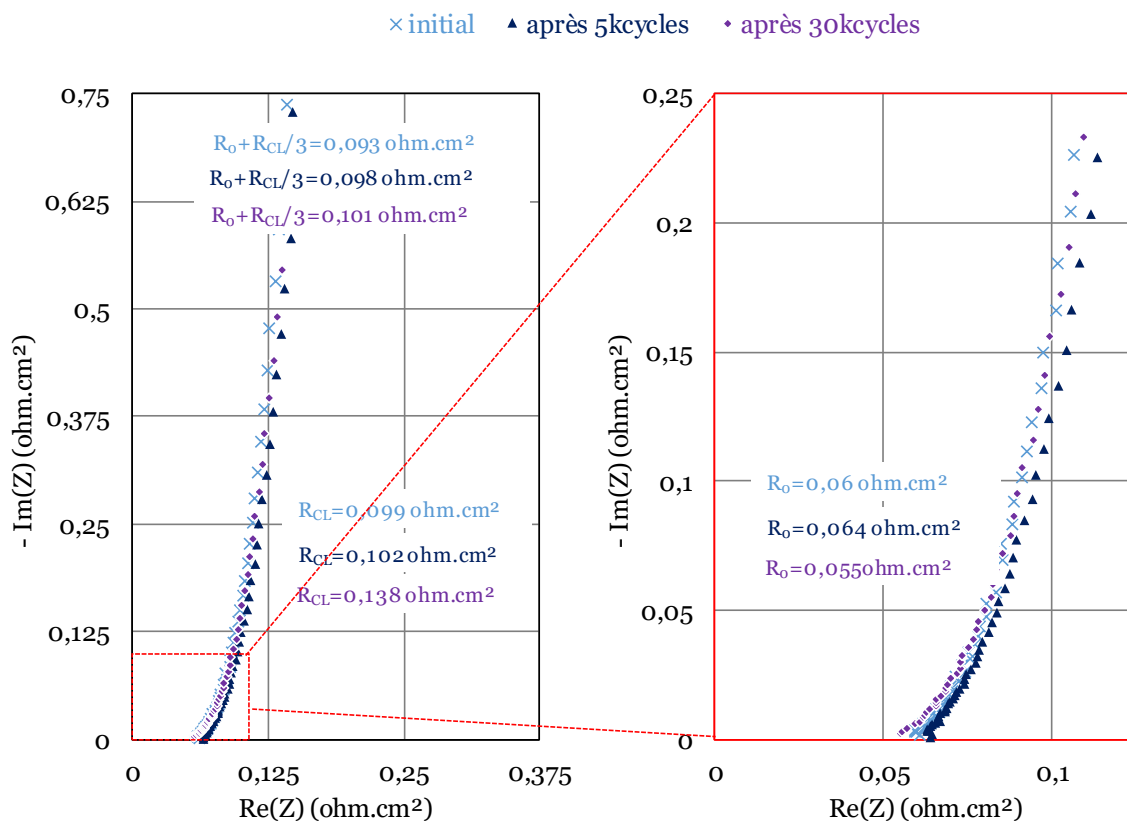 initial après 5kcycles après 30kcycles
- Im(Z) (ohm.cm²)
0,75
0,625
0,5
0,375
0,25
0,125
0
R₀+R_CL/3=0,093 ohm.cm²
R₀+R_CL/3=0,098 ohm.cm²
R₀+R_CL/3=0,101 ohm.cm²
R_CL=0,099 ohm.cm²
R_CL=0,102 ohm.cm²
R_CL=0,138 ohm.cm²
0 0,125 0,25 0,375
Re(Z) (ohm.cm²)
- Im(Z) (ohm.cm²)
0,25
0,2
0,15
0,1
0,05
0
R₀=0,06 ohm.cm²
R₀=0,064 ohm.cm²
R₀=0,055ohm.cm²
0 0,05 0,1
Re(Z) (ohm.cm²)